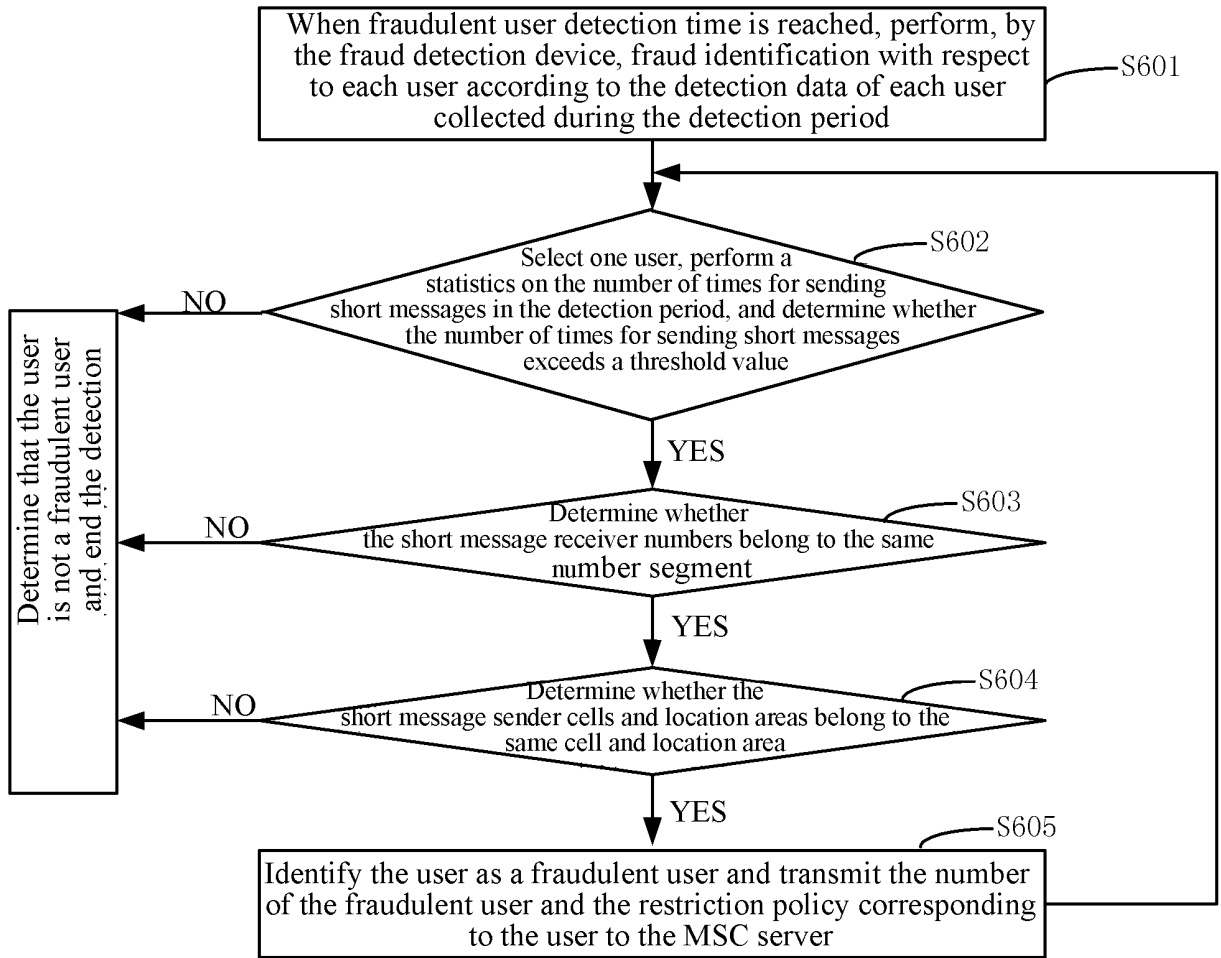 When fraudulent user detection time is reached, perform, by
the fraud detection device, fraud identification with respect
to each user according to the detection data of each user
collected during the detection period
S601
S602
Select one user, perform a
statistics on the number of times for sending
short messages in the detection period, and determine whether
the number of times for sending short messages
exceeds a threshold value
NO
YES
Determine that the user
is not a fraudulent user
and end the detection
S603
Determine whether
the short message receiver numbers belong to the same
number segment
NO
YES
S604
Determine whether the
short message sender cells and location areas belong to the
same cell and location area
NO
YES
S605
Identify the user as a fraudulent user and transmit the number
of the fraudulent user and the restriction policy corresponding
to the user to the MSC server